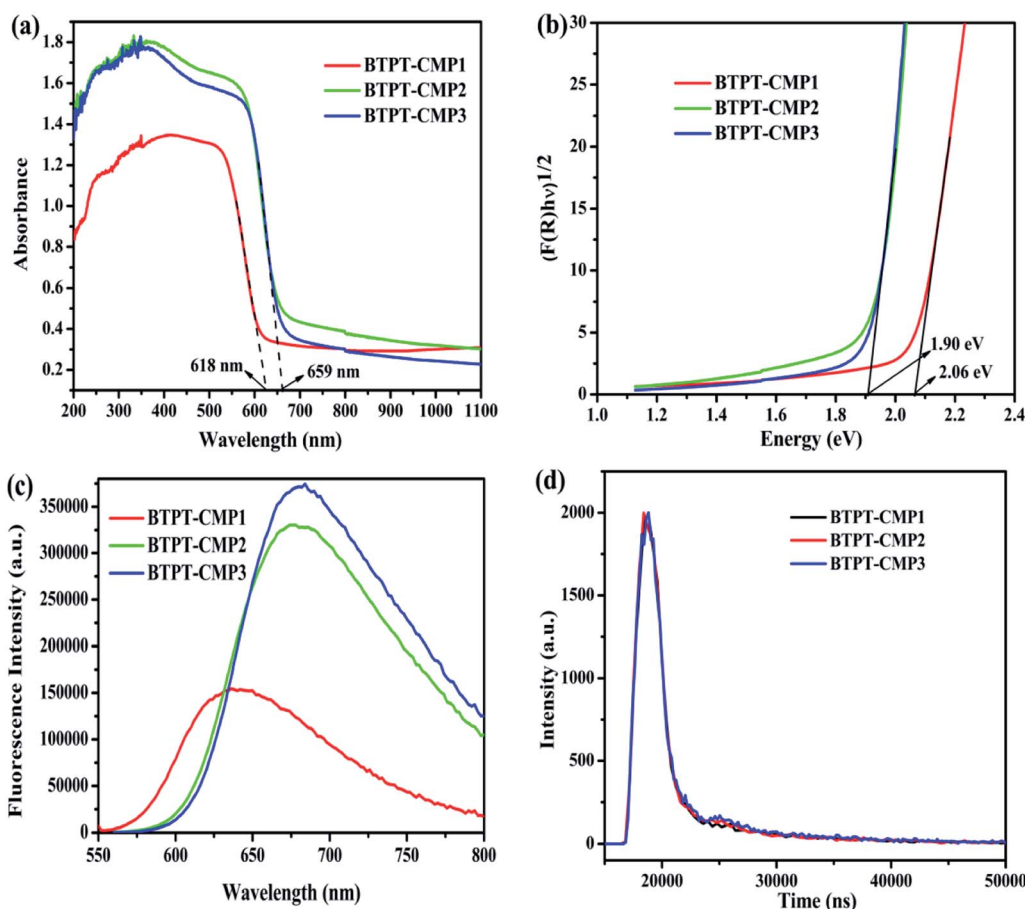 (a)
1.8
1.6
1.4
1.2
1.0
0.8
0.6
0.4
0.2
Absorbance
BTPT-CMP1
BTPT-CMP2
BTPT-CMP3
618 nm
659 nm
200 300 400 500 600 700 800 900 1000 1100
Wavelength (nm)
(b)
30
25
20
15
10
5
0
(F(R)hν)1/2
BTPT-CMP1
BTPT-CMP2
BTPT-CMP3
1.90 eV
2.06 eV
1.0 1.2 1.4 1.6 1.8 2.0 2.2 2.4
Energy (eV)
(c)
350000
300000
250000
200000
150000
100000
50000
0
Fluorescence Intensity (a.u.)
BTPT-CMP1
BTPT-CMP2
BTPT-CMP3
550 600 650 700 750 800
Wavelength (nm)
(d)
2000
1500
1000
500
0
Intensity (a.u.)
BTPT-CMP1
BTPT-CMP2
BTPT-CMP3
20000 30000 40000 50000
Time (ns)